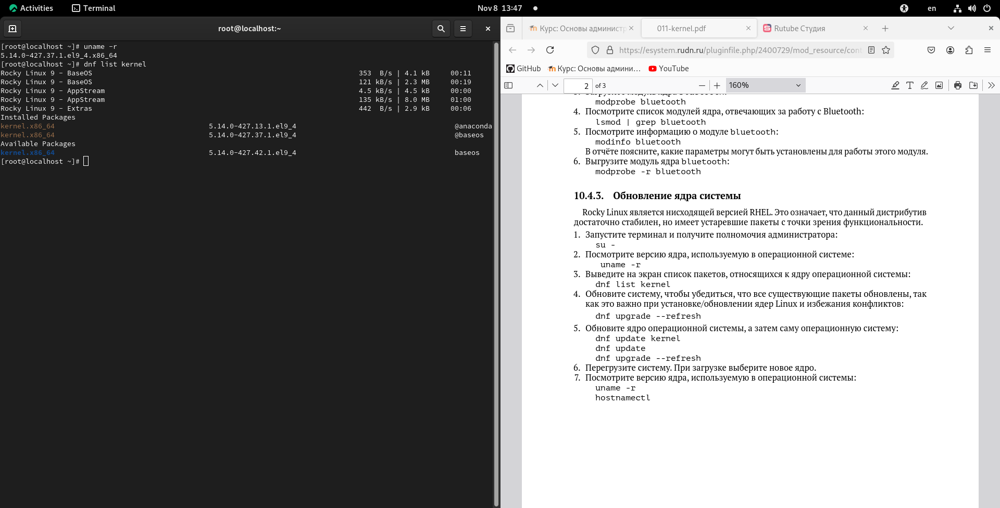 Activities
Terminal
Nov 8 13:47
en
root@localhost:~
[root@localhost ~]# uname -r
5.14.0-427.37.1.el9_4.x86_64
[root@localhost ~]# dnf list kernel
Rocky Linux 9 - BaseOS 353 B/s | 4.1 kB 00:11
Rocky Linux 9 - BaseOS 121 kB/s | 2.3 MB 00:19
Rocky Linux 9 - AppStream 4.5 kB/s | 4.5 kB 00:00
Rocky Linux 9 - AppStream 135 kB/s | 8.0 MB 01:00
Rocky Linux 9 - Extras 442 B/s | 2.9 kB 00:06
Installed Packages
kernel.x86_64 5.14.0-427.13.1.el9_4 @anaconda
kernel.x86_64 5.14.0-427.37.1.el9_4 @baseos
Available Packages
kernel.x86_64 5.14.0-427.42.1.el9_4 baseos
[root@localhost ~]#
Курс: Основы администр
011-kernel.pdf
Rutube Студия
https://esystem.rudn.ru/pluginfile.php/2400729/mod_resource/cont
GitHub
Курс: Основы админи…
YouTube
2 of 3
160%
modprobe bluetooth
4. Посмотрите список модулей ядра, отвечающих за работу с Bluetooth:
lsmod | grep bluetooth
5. Посмотрите информацию о модуле bluetooth:
modinfo bluetooth
В отчёте поясните, какие параметры могут быть установлены для работы этого модуля.
6. Выгрузите модуль ядра bluetooth:
modprobe -r bluetooth
10.4.3. Обновление ядра системы
Rocky Linux является нисходящей версией RHEL. Это означает, что данный дистрибутив
достаточно стабилен, но имеет устаревшие пакеты с точки зрения функциональности.
1. Запустите терминал и получите полномочия администратора:
su -
2. Посмотрите версию ядра, используемую в операционной системе:
uname -r
3. Выведите на экран список пакетов, относящихся к ядру операционной системы:
dnf list kernel
4. Обновите систему, чтобы убедиться, что все существующие пакеты обновлены, так
как это важно при установке/обновлении ядер Linux и избежания конфликтов:
dnf upgrade --refresh
5. Обновите ядро операционной системы, а затем саму операционную систему:
dnf update kernel
dnf update
dnf upgrade --refresh
6. Перегрузите систему. При загрузке выберите новое ядро.
7. Посмотрите версию ядра, используемую в операционной системы:
uname -r
hostnamectl